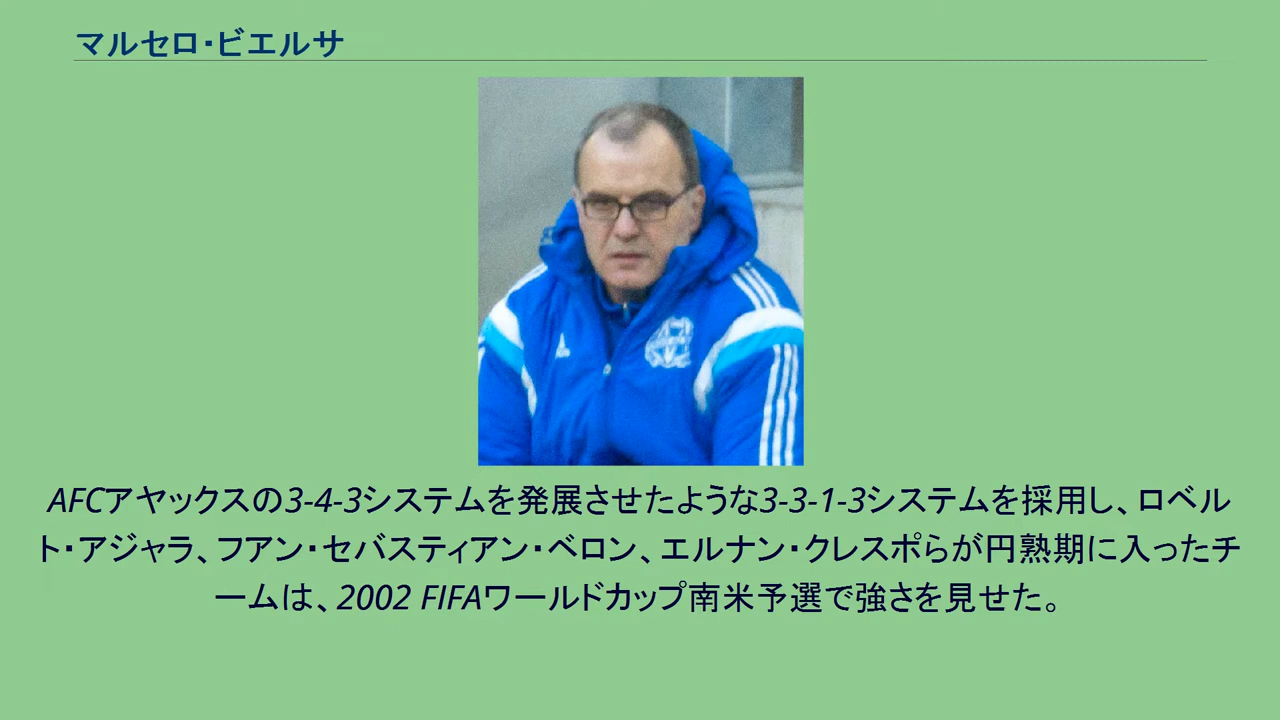 マルセロ・ビエルサ
AFCアヤックスの3-4-3システムを発展させたような3-3-1-3システムを採用し、ロベル
ト・アジャラ、フアン・セバスティアン・ベロン、エルナン・クレスポらが円熟期に入ったチ
ームは、2002 FIFAワールドカップ南米予選で強さを見せた。